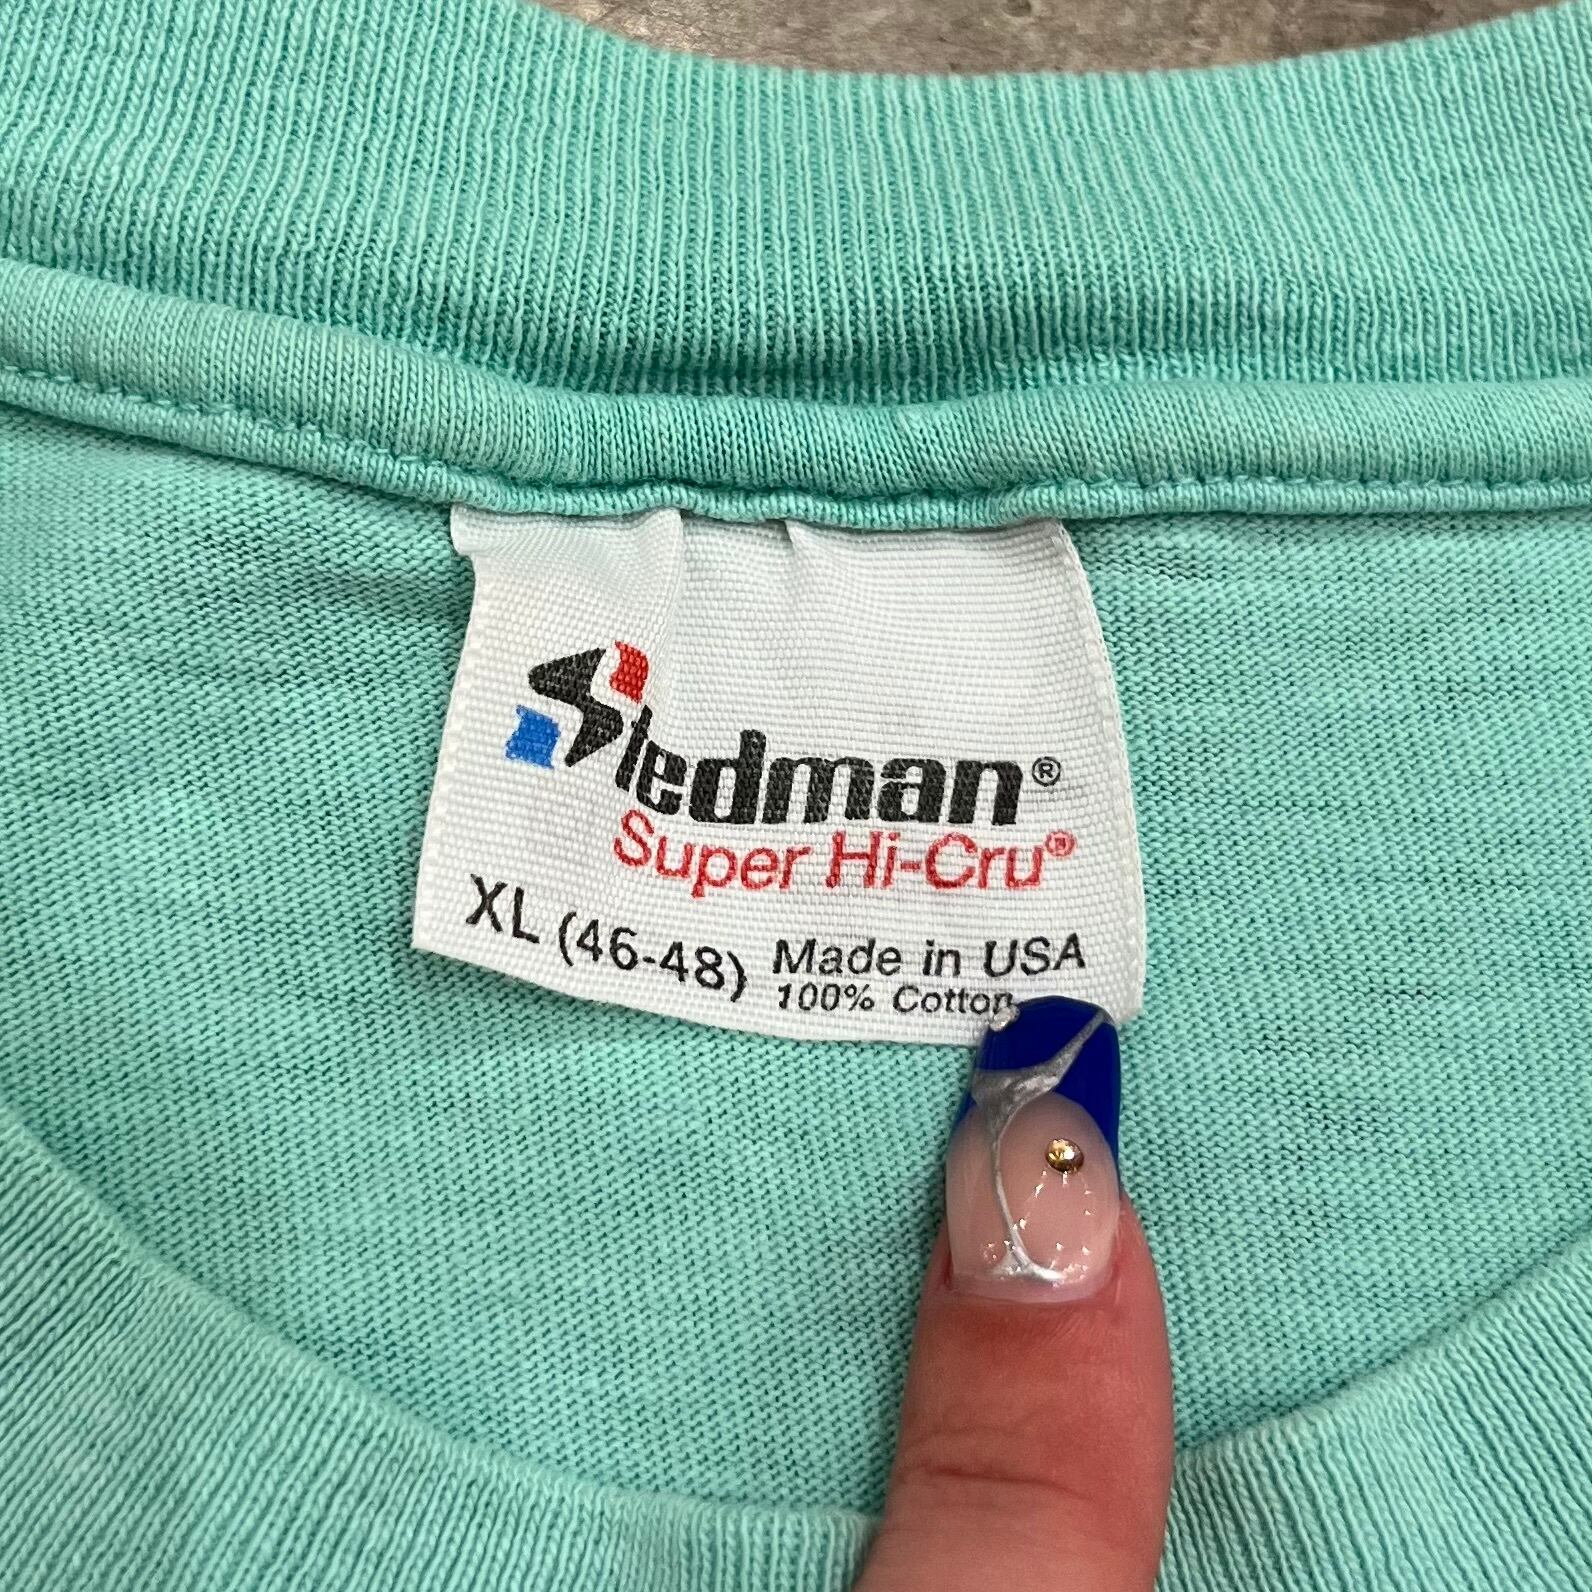 Stedman®
Super Hi-Cru®
XL (46-48) Made in USA
100% Cotton